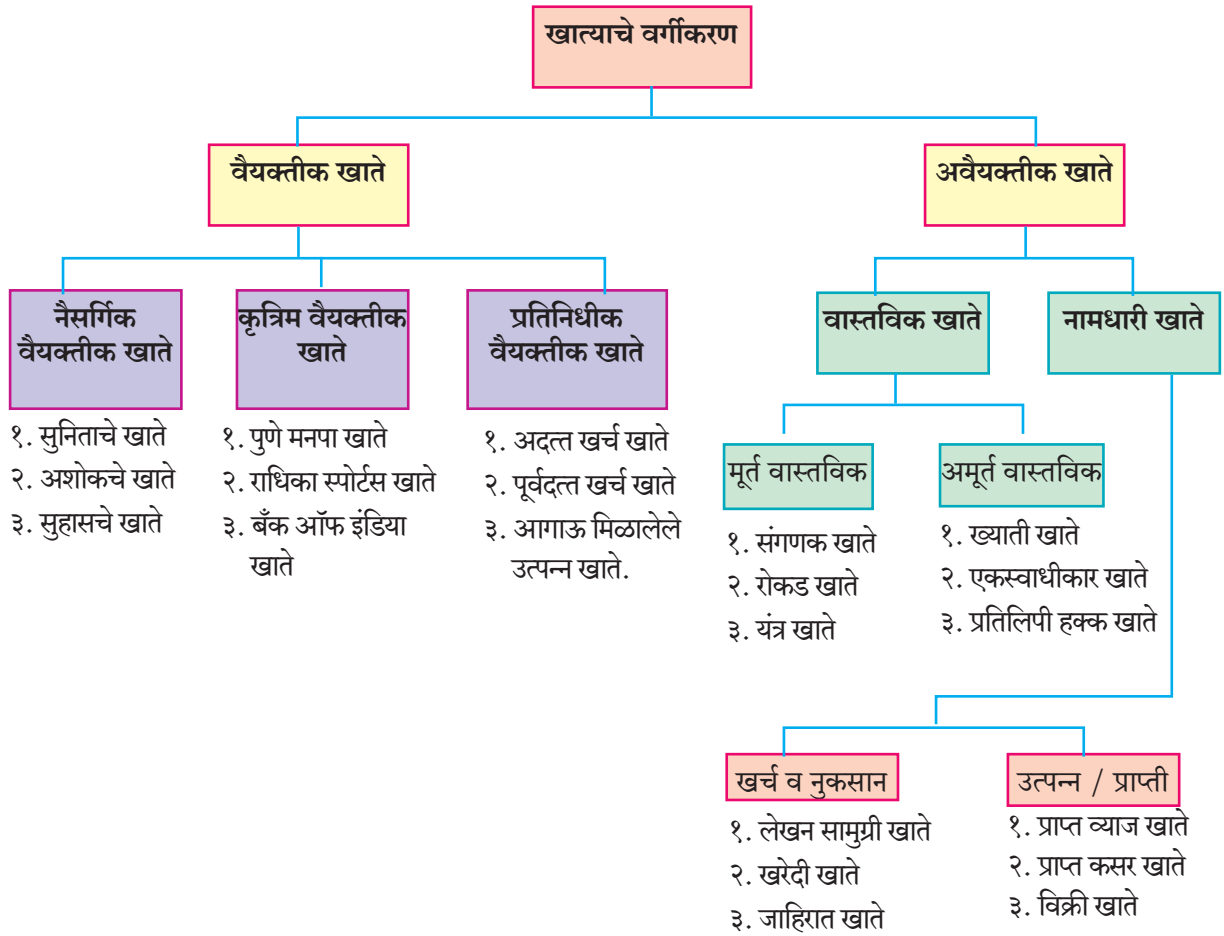 खात्याचे वर्गीकरण
वैयक्तीक खाते
अवैयक्तीक खाते
नैसर्गिक
वैयक्तीक खाते
कृत्रिम वैयक्तीक
खाते
प्रतिनिधीक
वैयक्तीक खाते
वास्तविक खाते
नामधारी खाते
१. सुनिताचे खाते
२. अशोकचे खाते
३. सुहासचे खाते
१. पुणे मनपा खाते
२. राधिका स्पोर्टस खाते
३. बँक ऑफ इंडिया
खाते
१. अदत्त खर्च खाते
२. पूर्वदत्त खर्च खाते
३. आगाऊ मिळालेले
उत्पन्न खाते.
मूर्त वास्तविक
अमूर्त वास्तविक
१. संगणक खाते
२. रोकड खाते
३. यंत्र खाते
१. ख्याती खाते
२. एकस्वाधीकार खाते
३. प्रतिलिपी हक्क खाते
खर्च व नुकसान
उत्पन्न / प्राप्ती
१. लेखन सामुग्री खाते
२. खरेदी खाते
३. जाहिरात खाते
१. प्राप्त व्याज खाते
२. प्राप्त कसर खाते
३. विक्री खाते